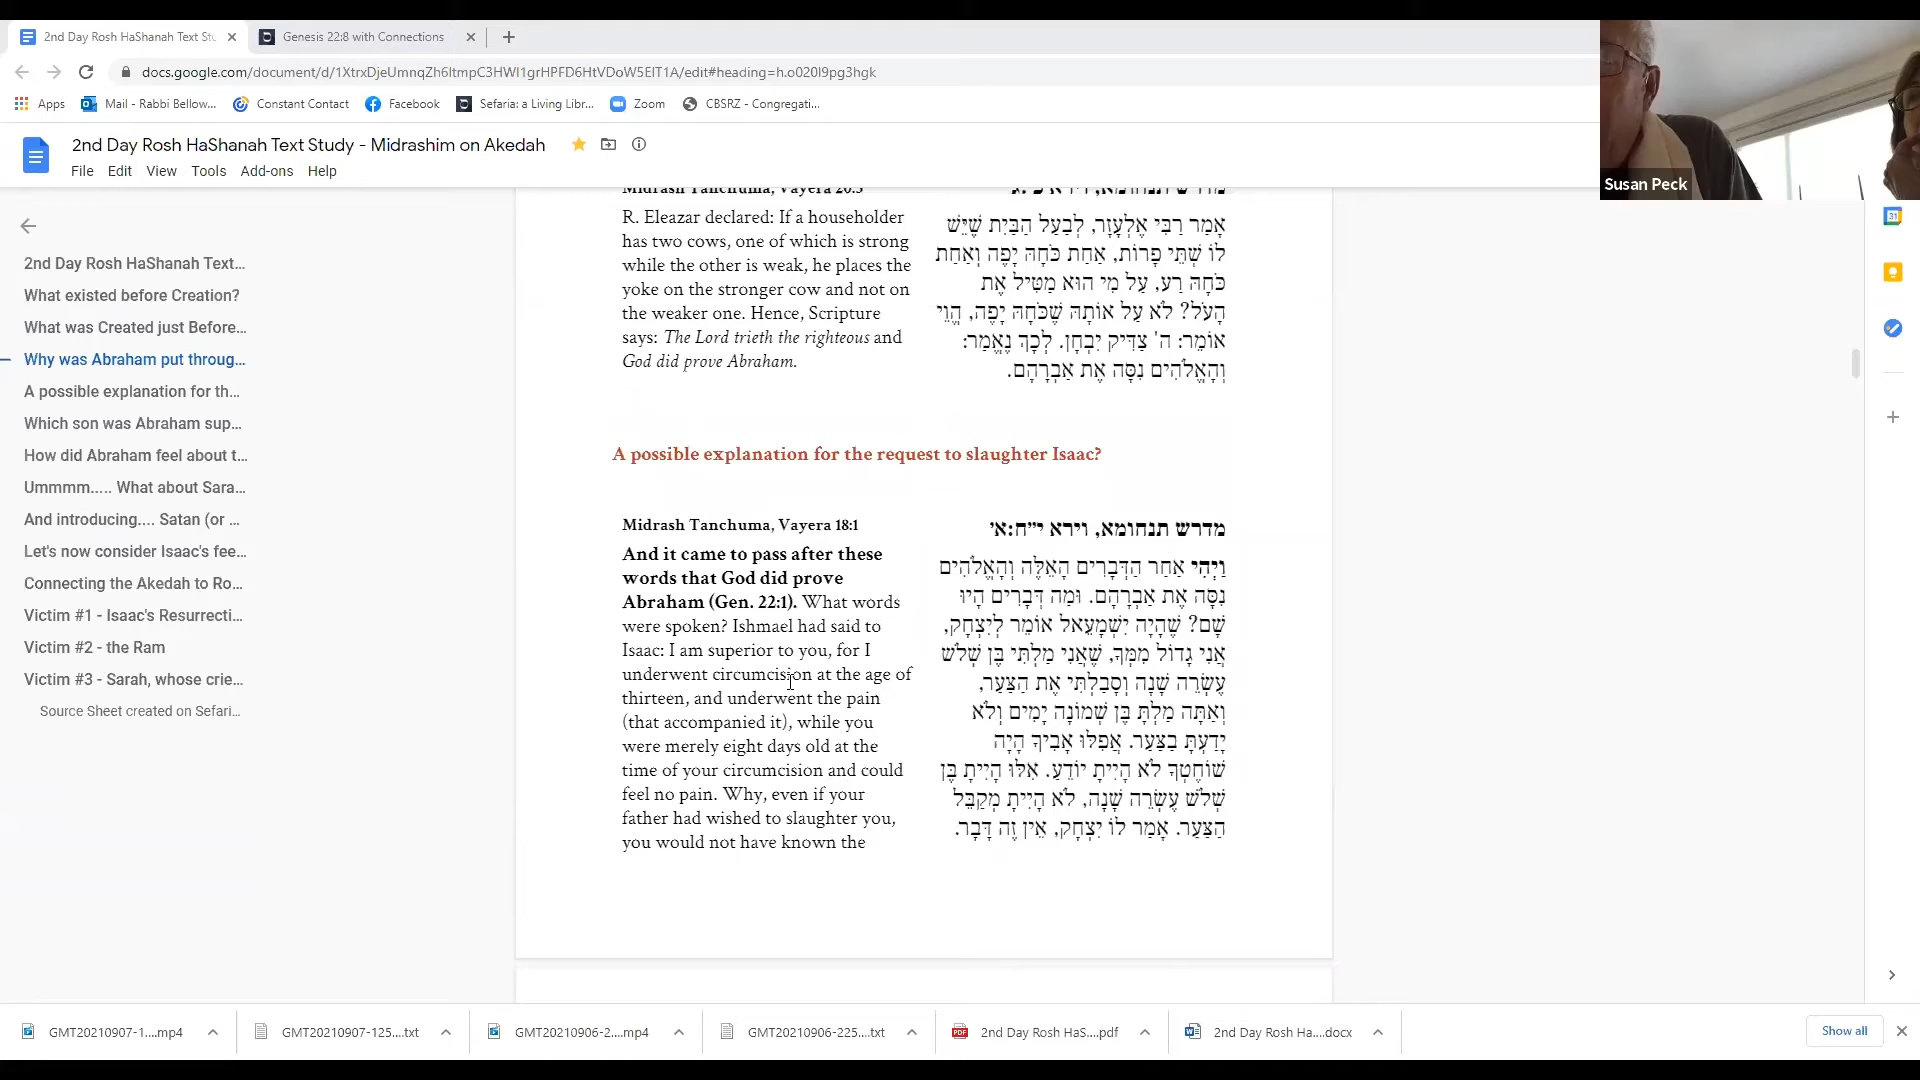 2nd Day Rosh HaShanah Text Stu
Genesis 22:8 with Connections
docs.google.com/document/d/1XtrxDjeUmnqZh6ltmpC3HWl1grHPFD6HtVDoW5ElT1A/edit#heading=h.o020l9pg3hgk
Apps
Mail - Rabbi Bellow...
Constant Contact
Facebook
Sefaria: a Living Libr...
Zoom
CBSRZ - Congregati...
2nd Day Rosh HaShanah Text Study - Midrashim on Akedah
File Edit View Tools Add-ons Help
Susan Peck
31
2nd Day Rosh HaShanah Text...
What existed before Creation?
What was Created just Before...
Why was Abraham put throug...
A possible explanation for th...
Which son was Abraham sup...
How did Abraham feel about t...
Ummmm..... What about Sara...
And introducing.... Satan (or ...
Let's now consider Isaac's fee...
Connecting the Akedah to Ro...
Victim #1 - Isaac's Resurrecti...
Victim #2 - the Ram
Victim #3 - Sarah, whose crie...
Source Sheet created on Sefari...
Midrash Tanchuma, Vayera 20:3
R. Eleazar declared: If a householder
has two cows, one of which is strong
while the other is weak, he places the
yoke on the stronger cow and not on
the weaker one. Hence, Scripture
says: The Lord trieth the righteous and
God did prove Abraham.
מדרש תנחומא, וירא כ׳:ג׳
אָמַר רַבִּי אֶלְעָזָר, לְבַעַל הַבַּיִת שֶׁיֵּשׁ
לוֹ שְׁתֵּי פָרוֹת, אַחַת כֹּחָהּ יָפֶה וְאַחַת
כֹּחָהּ רַע, עַל מִי הוּא מַטִּיל אֶת
הָעֹל? לֹא עַל אוֹתָהּ שֶׁכֹּחָהּ יָפֶה, הֱוֵי
אוֹמֵר: ה' צַדִּיק יִבְחָן. לְכָךְ נֶאֱמַר:
וְהָאֱלֹהִים נִסָּה אֶת אַבְרָהָם.
A possible explanation for the request to slaughter Isaac?
Midrash Tanchuma, Vayera 18:1
And it came to pass after these
words that God did prove
Abraham (Gen. 22:1). What words
were spoken? Ishmael had said to
Isaac: I am superior to you, for I
underwent circumcision at the age of
thirteen, and underwent the pain
(that accompanied it), while you
were merely eight days old at the
time of your circumcision and could
feel no pain. Why, even if your
father had wished to slaughter you,
you would not have known the
מדרש תנחומא, וירא י״ח:א׳
וַיְהִי אַחַר הַדְּבָרִים הָאֵלֶּה וְהָאֱלֹהִים
נִסָּה אֶת אַבְרָהָם. וּמַה דְּבָרִים הָיוּ
שָׁם? שֶׁהָיָה יִשְׁמָעֵאל אוֹמֵר לְיִצְחָק,
אֲנִי גָדוֹל מִמְּךָ, שֶׁאֲנִי מַלְתִּי בֶּן שְׁלֹשׁ
עֶשְׂרֵה שָׁנָה וְסָבַלְתִּי אֶת הַצַּעַר,
וְאַתָּה מַלְתָּ בֶּן שְׁמוֹנָה יָמִים וְלֹא
יָדַעְתָּ בַצַּעַר. אֲפִלּוּ אָבִיךָ הָיָה
שׁוֹחֶטְךָ לֹא הָיִיתָ יוֹדֵעַ. אִלּוּ הָיִיתָ בֶּן
שְׁלֹשׁ עֶשְׂרֵה שָׁנָה, לֹא הָיִיתָ מְקַבֵּל
הַצַּעַר. אָמַר לוֹ יִצְחָק, אֵין זֶה דָּבָר.
GMT20210907-1....mp4
GMT20210907-125....txt
GMT20210906-2....mp4
GMT20210906-225....txt
2nd Day Rosh HaS....pdf
2nd Day Rosh Ha....docx
Show all